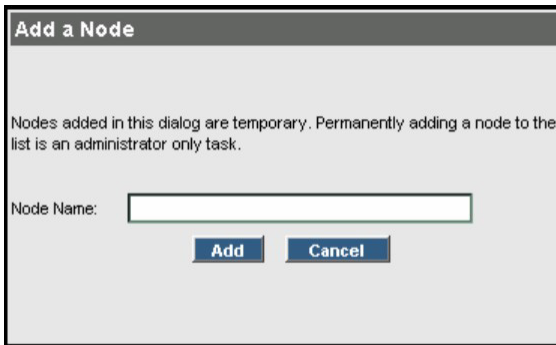 Add a Node
Nodes added in this dialog are temporary. Permanently adding a node to the
list is an administrator only task.
Node Name:
Add Cancel